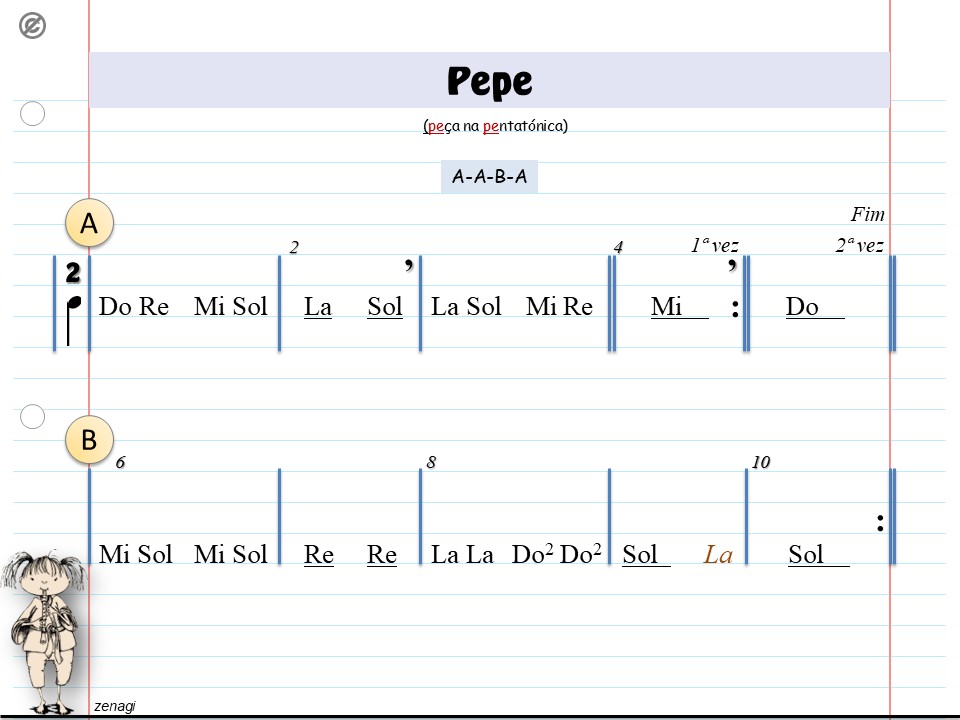 Pepe
(peça na pentatónica)
A-A-B-A
Fim
A
2 4 1ª vez 2ª vez
2
Do Re Mi Sol La Sol , La Sol Mi Re Mi , : Do
B
6 8 10
:
Mi Sol Mi Sol Re Re La La Do² Do² Sol La Sol
zenagi